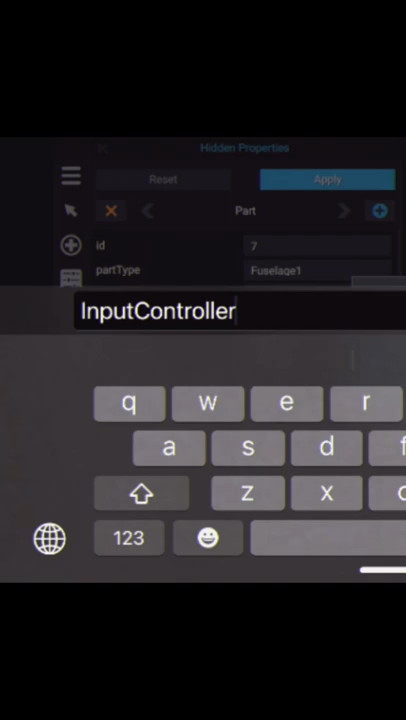 Hidden Properties
Reset Apply
Part
id 7
partType Fuselage1
InputController
q w e r
a s d f
z x c
123